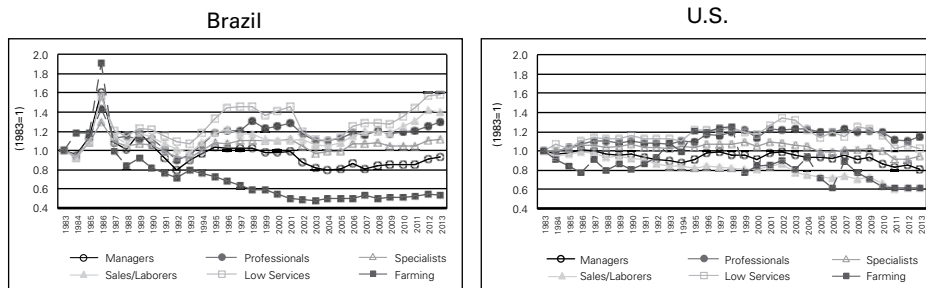 Brazil
2.0
1.8
1.6
1.4
1.2
1.0
0.8
0.6
0.4
(1983=1)
1983 1984 1985 1986 1987 1988 1989 1990 1991 1992 1993 1994 1995 1996 1997 1998 1999 2000 2001 2002 2003 2004 2005 2006 2007 2008 2009 2010 2011 2012 2013
Managers Professionals Specialists
Sales/Laborers Low Services Farming
U.S.
2.0
1.8
1.6
1.4
1.2
1.0
0.8
0.6
0.4
(1983=1)
1983 1984 1985 1986 1987 1988 1989 1990 1991 1992 1993 1994 1995 1996 1997 1998 1999 2000 2001 2002 2003 2004 2005 2006 2007 2008 2009 2010 2011 2012 2013
Managers Professionals Specialists
Sales/Laborers Low Services Farming